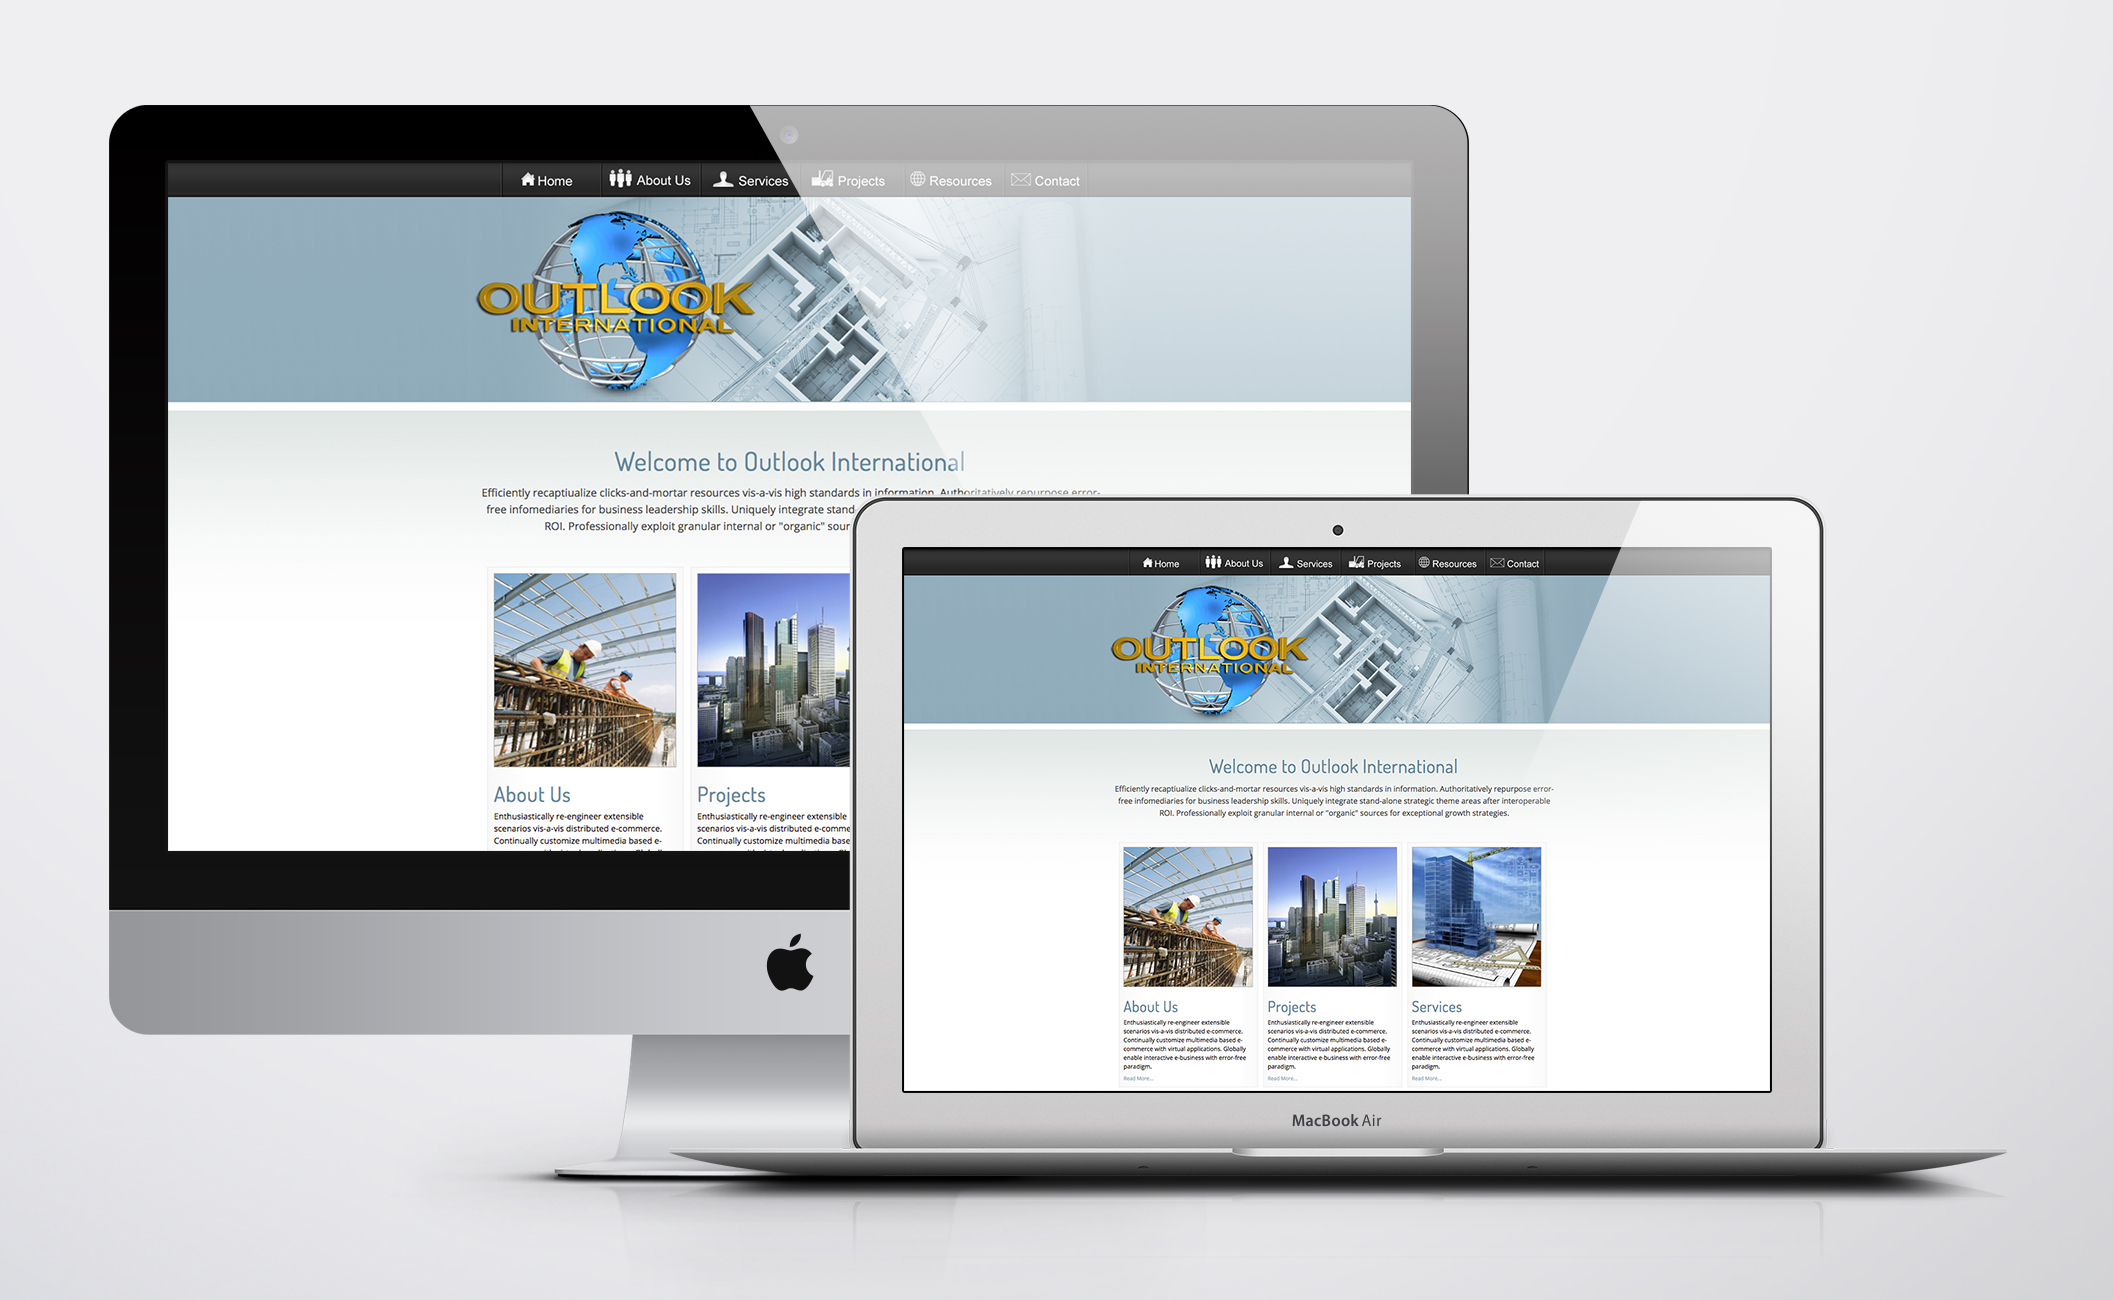 Home About Us Services Projects Resources Contact
OUTLOOK
INTERNATIONAL
Welcome to Outlook International
Efficiently recaptiualize clicks-and-mortar resources vis-a-vis high standards in information. Authoritatively repurpose error-
free infomediaries for business leadership skills. Uniquely integrate stand-
ROI. Professionally exploit granular internal or "organic" sour
About Us
Enthusiastically re-engineer extensible
scenarios vis-a-vis distributed e-commerce.
Continually customize multimedia based e-
Projects
Enthusiastically re-engineer extensible
scenarios vis-a-vis distributed e-comme
Continually customize multimedia based
Home About Us Services Projects Resources Contact
OUTLOOK
INTERNATIONAL
Welcome to Outlook International
Efficiently recaptiualize clicks-and-mortar resources vis-a-vis high standards in information. Authoritatively repurpose error-
free infomediaries for business leadership skills. Uniquely integrate stand-alone strategic theme areas after interoperable
ROI. Professionally exploit granular internal or "organic" sources for exceptional growth strategies.
About Us
Enthusiastically re-engineer extensible
scenarios vis-a-vis distributed e-commerce.
Continually customize multimedia based e-
commerce with virtual applications. Globally
enable interactive e-business with error-free
paradigm.
Read More...
Projects
Enthusiastically re-engineer extensible
scenarios vis-a-vis distributed e-commerce.
Continually customize multimedia based e-
commerce with virtual applications. Globally
enable interactive e-business with error-free
paradigm.
Read More...
Services
Enthusiastically re-engineer extensible
scenarios vis-a-vis distributed e-commerce.
Continually customize multimedia based e-
commerce with virtual applications. Globally
enable interactive e-business with error-free
paradigm.
Read More...
MacBook Air